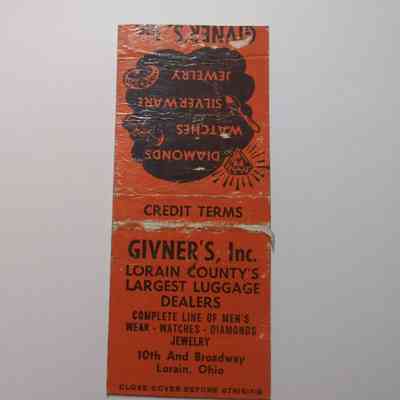 GIVNER'S, Inc.
JEWELRY
SILVERWARE
WATCHES
DIAMONDS
CREDIT TERMS
GIVNER'S, Inc.
LORAIN COUNTY'S
LARGEST LUGGAGE
DEALERS
COMPLETE LINE OF MEN'S
WEAR - WATCHES - DIAMONDS
JEWELRY
10th And Broadway
Lorain, Ohio
CLOSE COVER BEFORE STRIKING